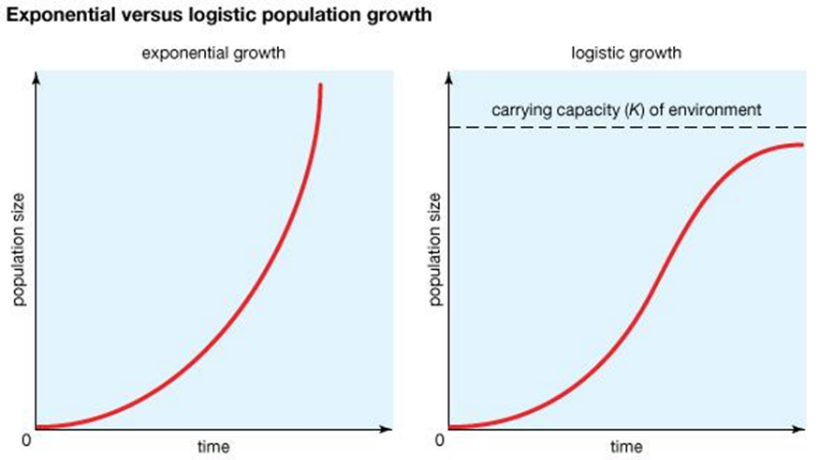 Exponential versus logistic population growth
exponential growth
population size
0
time
logistic growth
carrying capacity (K) of environment
population size
0
time